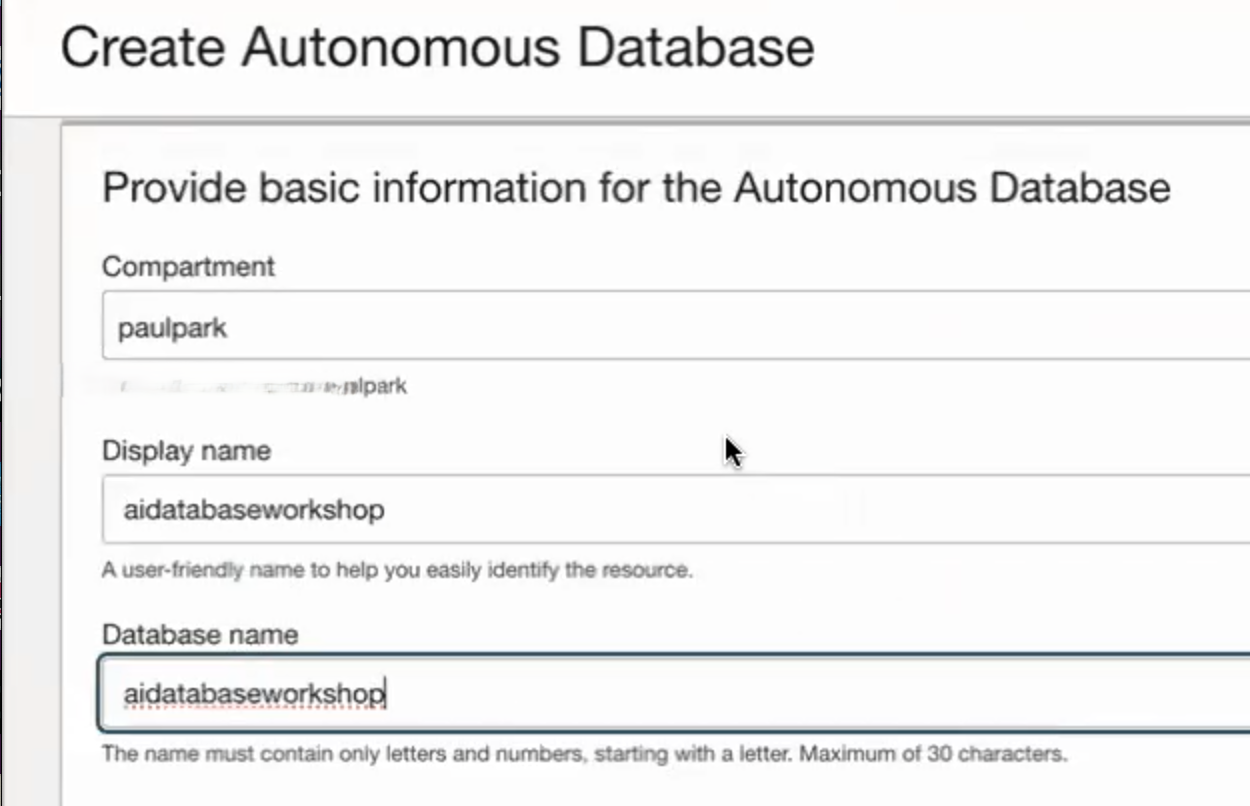 Create Autonomous Database
Provide basic information for the Autonomous Database
Compartment
paulpark
Display name
aidatabaseworkshop
A user-friendly name to help you easily identify the resource.
Database name
aidatabaseworkshop
The name must contain only letters and numbers, starting with a letter. Maximum of 30 characters.